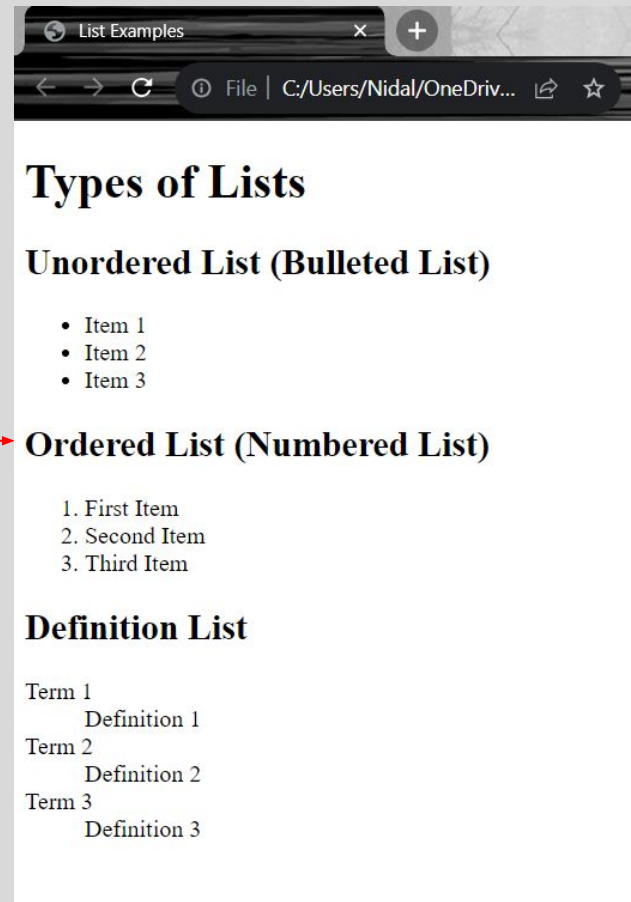 List Examples
File | C:/Users/Nidal/OneDriv...
Types of Lists
Unordered List (Bulleted List)
• Item 1
• Item 2
• Item 3
Ordered List (Numbered List)
1. First Item
2. Second Item
3. Third Item
Definition List
Term 1
Definition 1
Term 2
Definition 2
Term 3
Definition 3